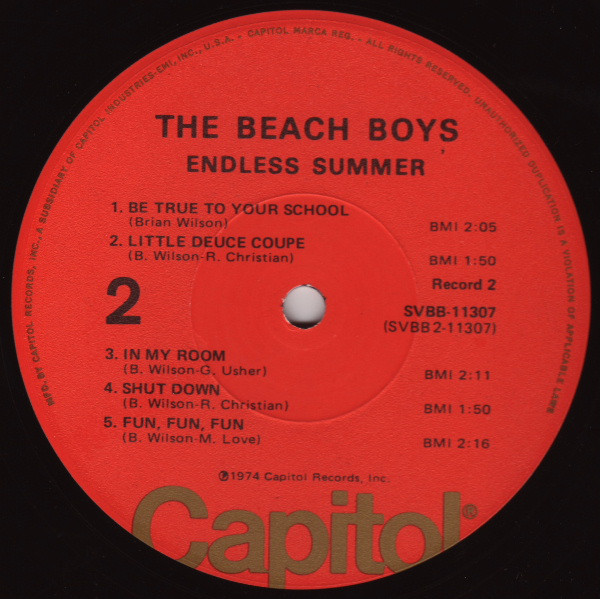 MFD. BY CAPITOL RECORDS, INC., A SUBSIDIARY OF CAPITOL INDUSTRIES-EMI, INC., U.S.A. - CAPITOL MARCA REG. - ALL RIGHTS RESERVED. UNAUTHORIZED DUPLICATION IS A VIOLATION OF APPLICABLE LAWS
THE BEACH BOYS
ENDLESS SUMMER
1. BE TRUE TO YOUR SCHOOL
(Brian Wilson) BMI 2:05
2. LITTLE DEUCE COUPE
(B. Wilson-R. Christian) BMI 1:50
2
Record 2
SVBB-11307
(SVBB2-11307)
3. IN MY ROOM
(B. Wilson-G. Usher) BMI 2:11
4. SHUT DOWN
(B. Wilson-R. Christian) BMI 1:50
5. FUN, FUN, FUN
(B. Wilson-M. Love) BMI 2:16
℗1974 Capitol Records, Inc.
Capitol®